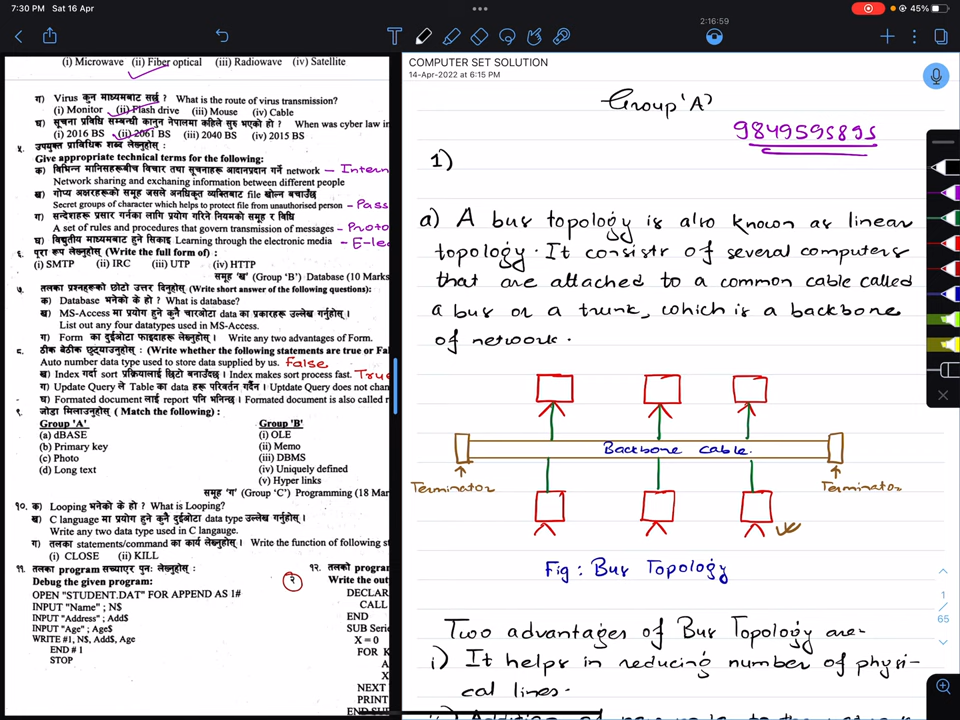 7:30 PM Sat 16 Apr
2:16:59
45%
(i) Microwave (ii) Fiber optical (iii) Radiowave (iv) Satellite
ग) Virus कुन माध्यमबाट सर्छ ? What is the route of virus transmission?
(i) Monitor (ii) Flash drive (iii) Mouse (iv) Cable
घ) सूचना प्रविधि सम्बन्धी कानुन नेपालमा कहिले सुरु भएको हो ? When was cyber law in
(i) 2016 BS (ii) 2061 BS (iii) 2040 BS (iv) 2015 BS
५. उपयुक्त प्राविधिक शब्द लेख्नुहोस्:
Give appropriate technical terms for the following:
क) विभिन्न मानिसहरूबीच विचार तथा सूचनाहरू आदानप्रदान गर्ने network – Intern
Network sharing and exchaning information between different people
ख) गोप्य अक्षरहरूको समूह जसले अनधिकृत व्यक्तिबाट file खोल्न बचाउँछ
Secret groups of character which helps to protect file from unauthorised person – Pass
ग) सन्देशहरू प्रसार गर्नका लागि प्रयोग गरिने नियमको समूह र विधि
A set of rules and procedures that govern transmission of messages – Proto
घ) विद्युतीय माध्यमबाट हुने सिकाइ Learning through the electronic media – E-lea
६. पूरा रूप लेख्नुहोस् (Write the full form of) :
(i) SMTP (ii) IRC (iii) UTP (iv) HTTP
समूह 'ख' (Group 'B') Database (10 Marks
७. तलका प्रश्नहरूको छोटो उत्तर दिनुहोस् (Write short answer of the following questions):
क) Database भनेको के हो ? What is database?
ख) MS-Access मा प्रयोग हुने कुनै चारओटा data का प्रकारहरू उल्लेख गर्नुहोस्।
List out any four datatypes used in MS-Access.
ग) Form का दुईओटा फाइदाहरू लेख्नुहोस्। Write any two advantages of Form.
८. ठीक बेठीक छुट्याउनुहोस् : (Write whether the following statements are true or Fal
Auto number data type used to store data supplied by us. False
ख) Index गर्दा sort प्रक्रियालाई छिटो बनाउँदछ। Index makes sort process fast. True
ग) Update Query ले Table का data हरू परिवर्तन गर्दैन। Uptdate Query does not chan
घ) Formated document लाई report पनि भनिन्छ। Formated document is also called r
९. जोडा मिलाउनुहोस् (Match the following) :
Group 'A' Group 'B'
(a) dBASE (i) OLE
(b) Primary key (ii) Memo
(c) Photo (iii) DBMS
(d) Long text (iv) Uniquely defined
(v) Hyper links
समूह 'ग' (Group 'C') Programming (18 Mar
१०. क) Looping भनेको के हो ? What is Looping?
ख) C language मा प्रयोग हुने कुनै दुईओटा data type उल्लेख गर्नुहोस्।
Write any two data type used in C langauge.
ग) तलका statements/command का कार्य लेख्नुहोस्। Write the function of following st
(i) CLOSE (ii) KILL
११. तलका program सच्याएर पुनः लेख्नुहोस् :
Debug the given program:
OPEN "STUDENT.DAT" FOR APPEND AS 1#
INPUT "Name" ; N$
INPUT "Address" ; Add$
INPUT "Age" ; Age$
WRITE #1, N$, Add$, Age
END # 1
STOP
२
१२. तलको program
Write the out
DECLAR
CALL
END
SUB Serie
X = 0
FOR K
A
X
NEXT
PRINT
END SUB
COMPUTER SET SOLUTION
14-Apr-2022 at 6:15 PM
Group 'A'
9849595895
1)
a) A bus topology is also known as linear
topology. It consistr of several computers
that are attached to a common cable called
a bus or a trunk, which is a backbone
of network.
Backbone cable.
Terminator
Terminator
Fig : Bus Topology
Two advantages of Bus Topology are-
i) It helps in reducing number of physi-
cal lines.
1
/
65